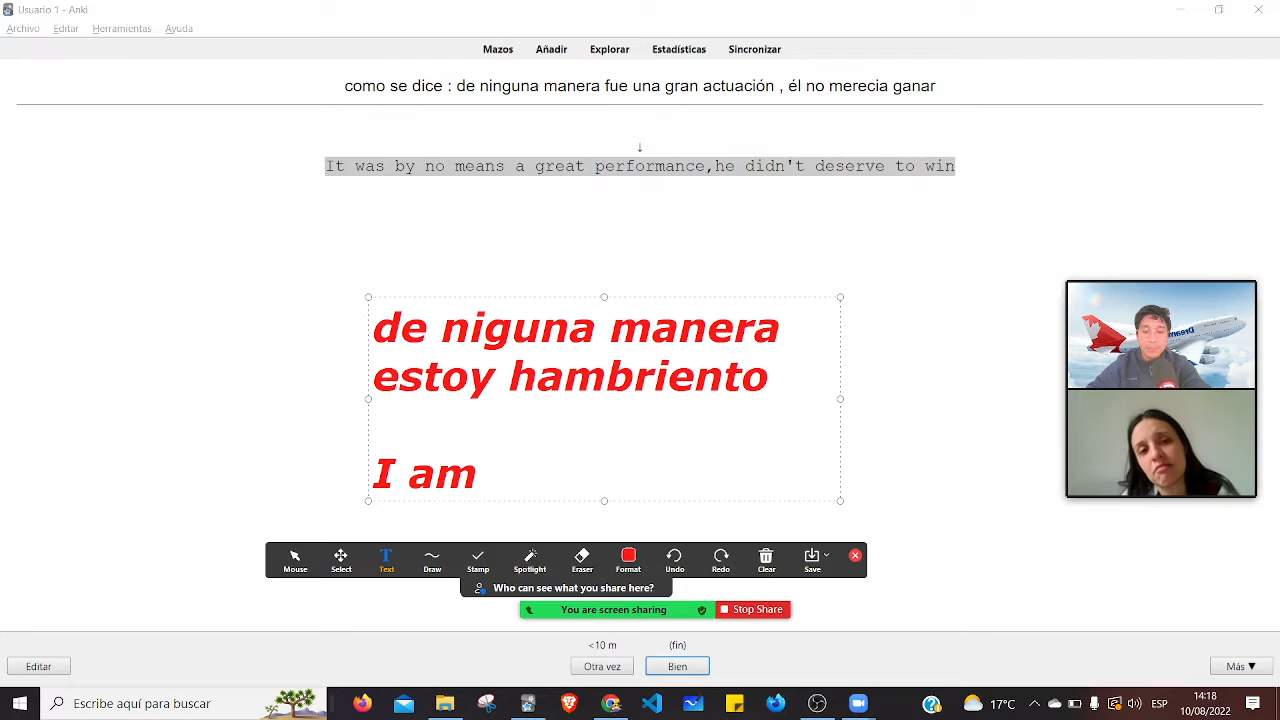 Usuario 1 - Anki
Archivo Editar Herramientas Ayuda
Mazos Añadir Explorar Estadísticas Sincronizar
como se dice : de ninguna manera fue una gran actuación , él no merecia ganar
↓
It was by no means a great performance,he didn't deserve to win
de niguna manera
estoy hambriento
I am
Mouse Select Text Draw Stamp Spotlight Eraser Format Undo Redo Clear Save
Who can see what you share here?
You are screen sharing Stop Share
<10 m (fin)
Editar Otra vez Bien Más ▼
Escribe aquí para buscar 17°C ESP 14:18
10/08/2022